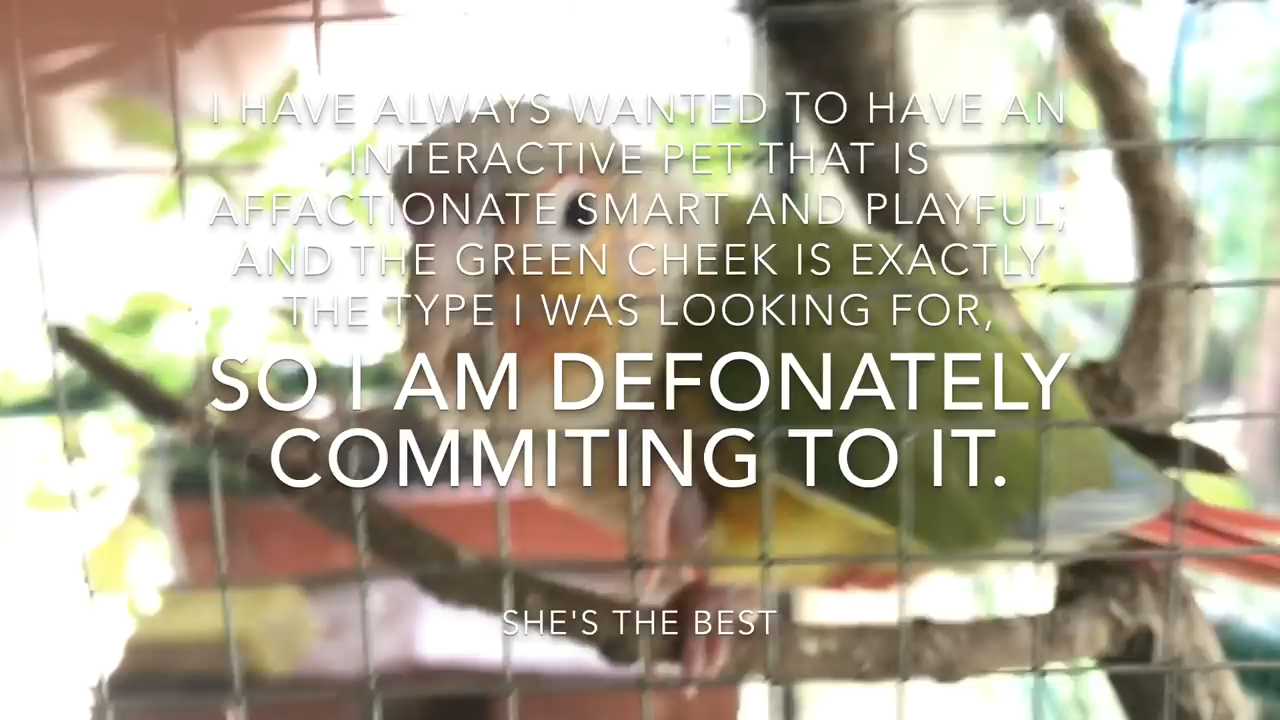 I HAVE ALWAYS WANTED TO HAVE AN
INTERACTIVE PET THAT IS
AFFACTIONATE SMART AND PLAYFUL;
AND THE GREEN CHEEK IS EXACTLY
THE TYPE I WAS LOOKING FOR,
SO I AM DEFONATELY
COMMITING TO IT.
SHE'S THE BEST